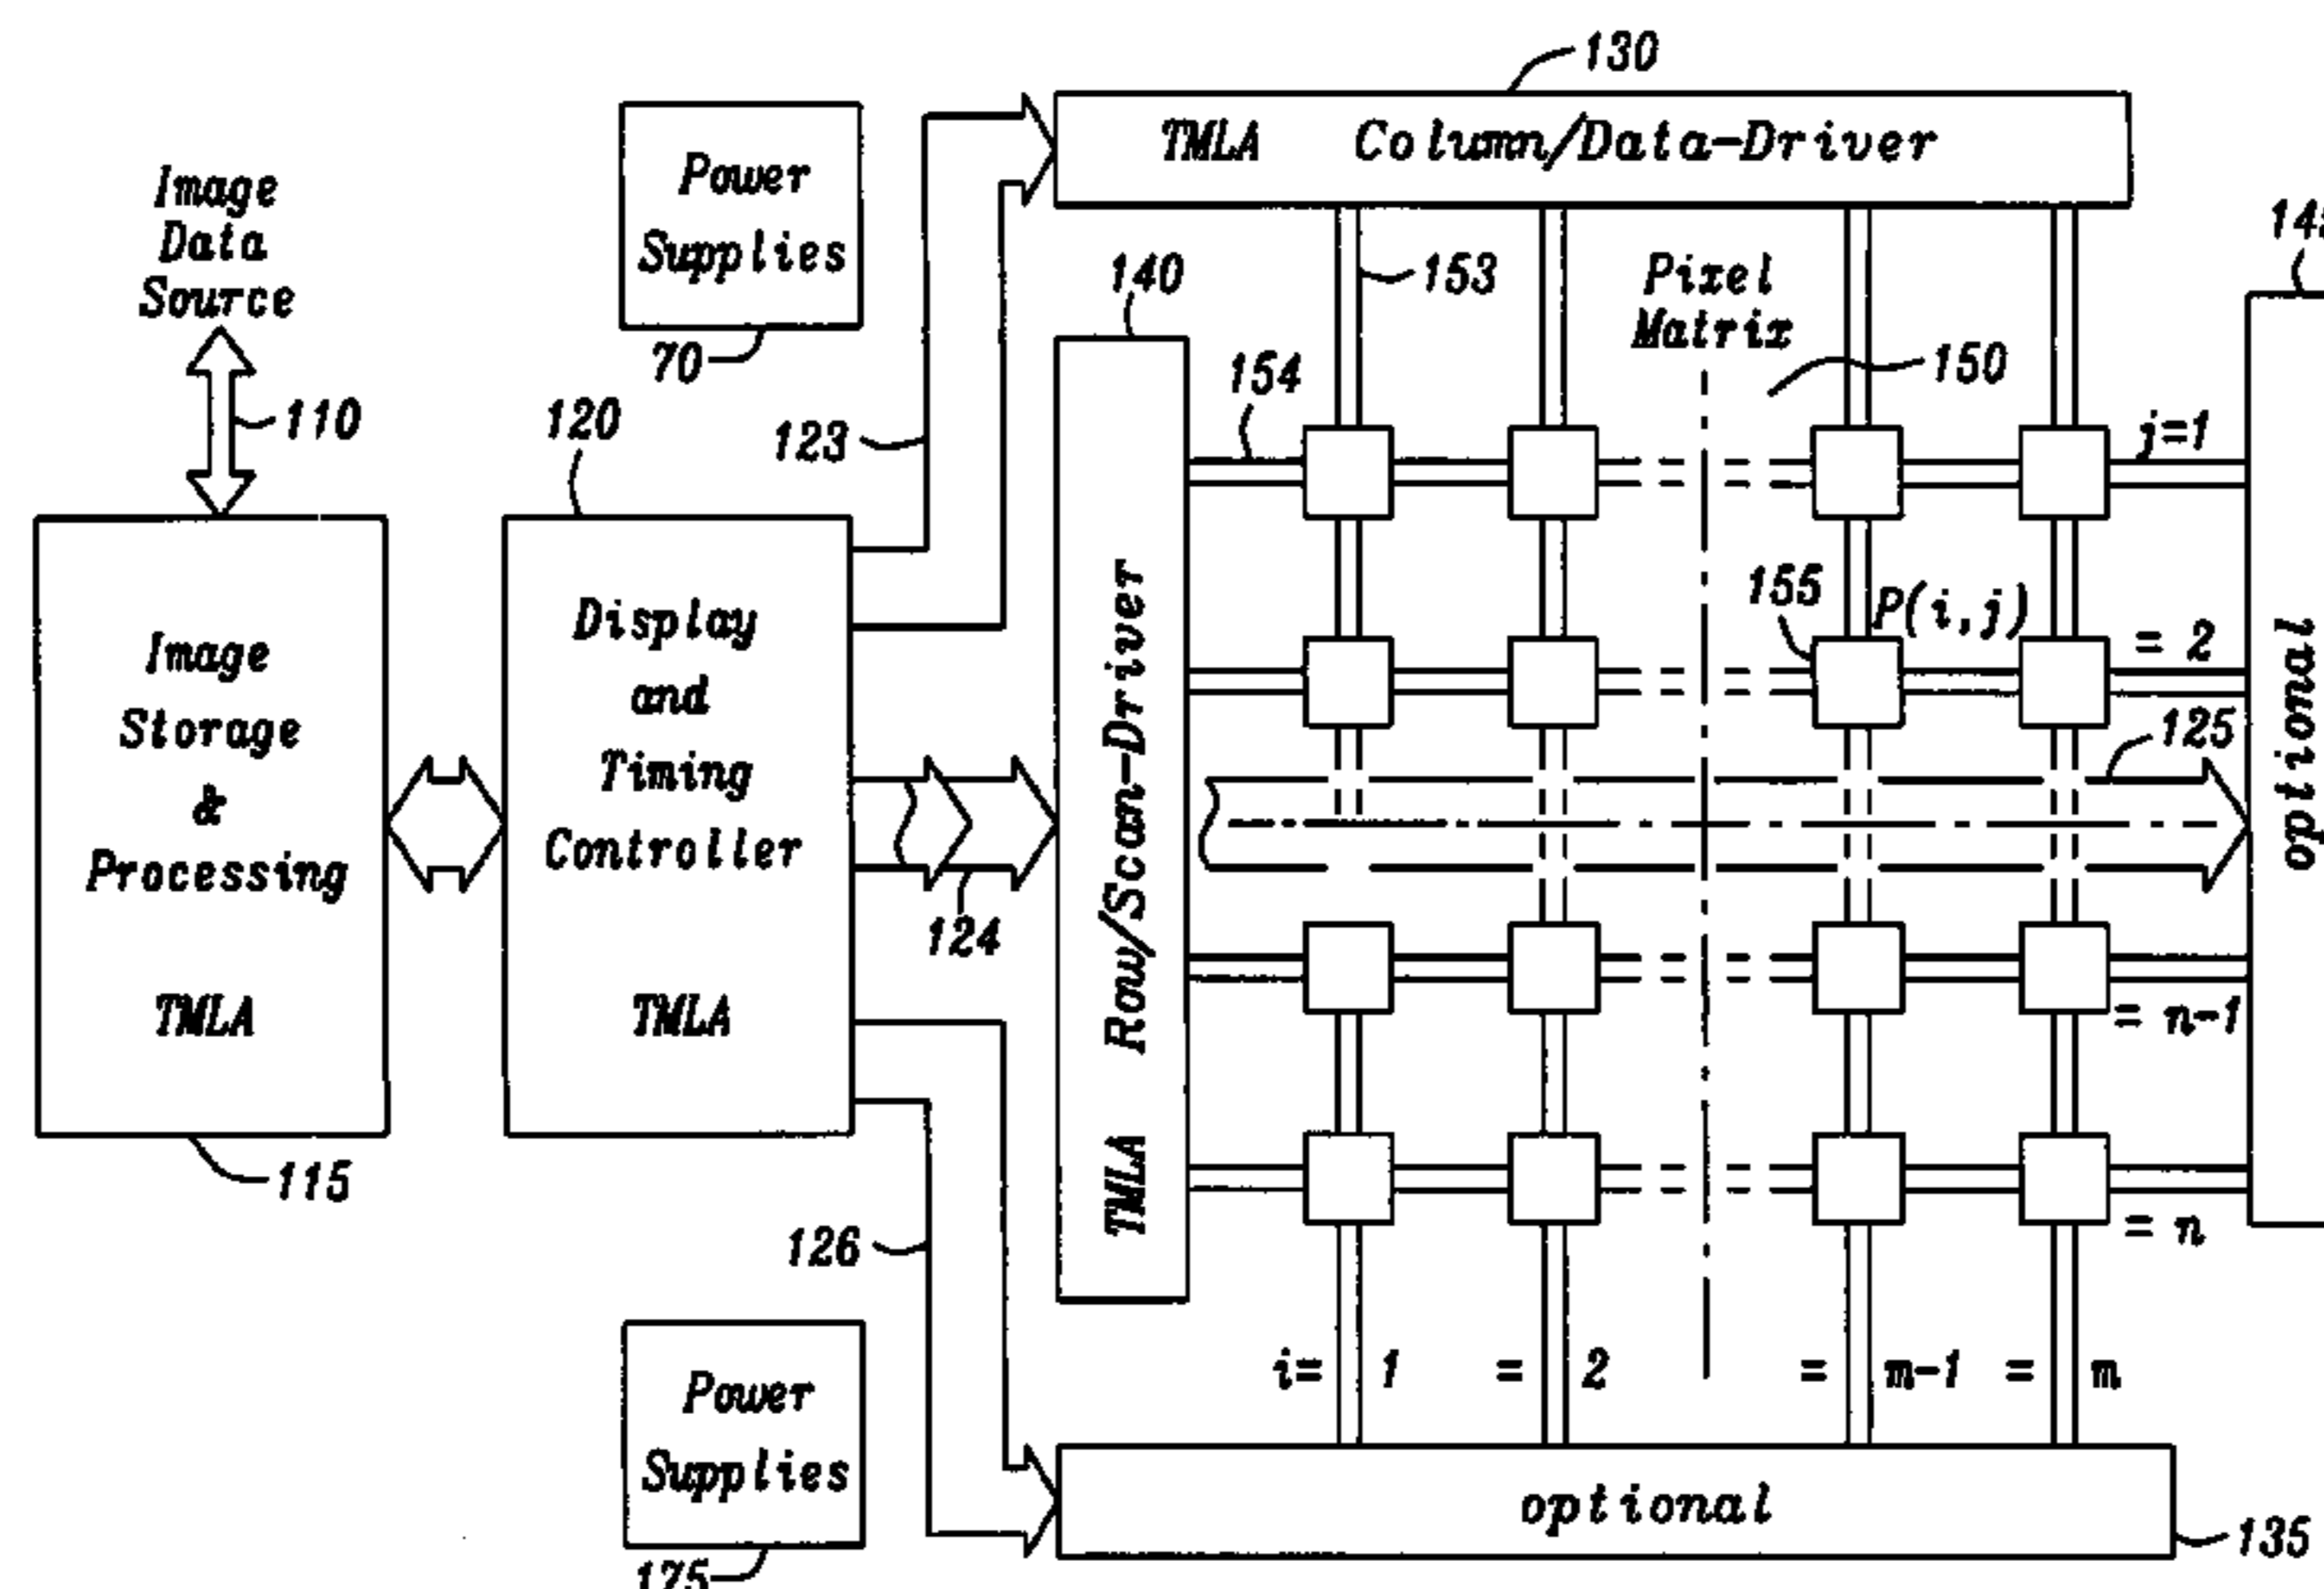 130
TMLA Column/Data-Driver
Power
Supplies
70
Image
Data
Source
110
123
140
153
Pixel
Matrix
150
154
120
j=1
155
P(i,j)
= 2
125
optional
Image
Storage
&
Processing
TMLA
115
Display
and
Timing
Controller
TMLA
124
TMLA Row/Scan-Driver
= n-1
= n
126
i= 1 = 2 = m-1 = m
Power
Supplies
175
optional
135